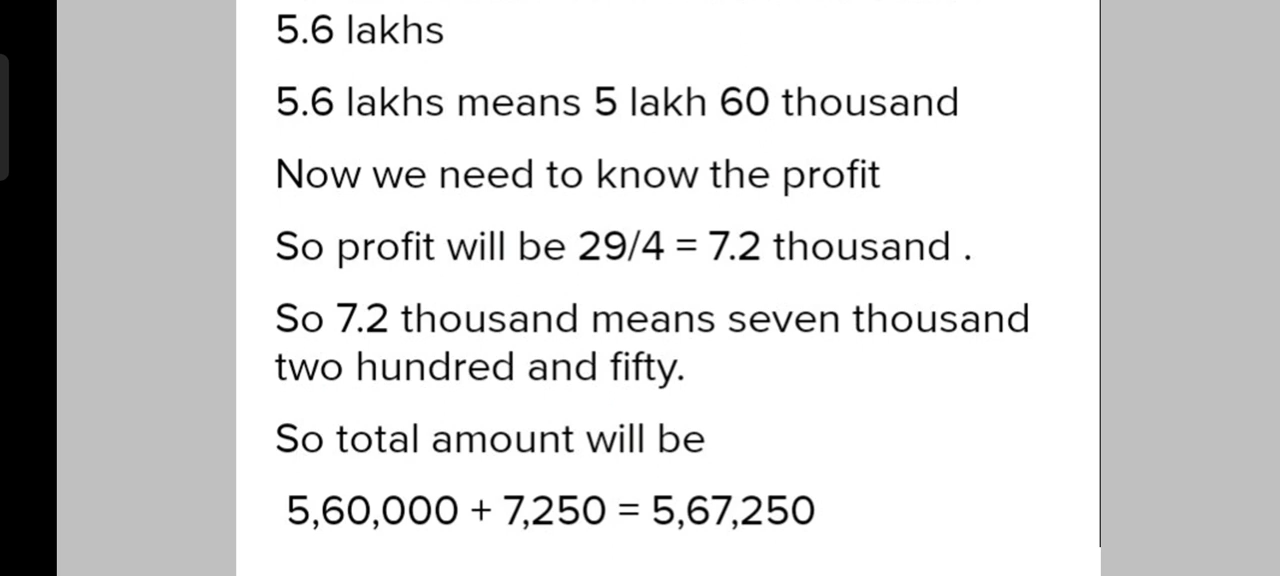 5.6 lakhs
5.6 lakhs means 5 lakh 60 thousand
Now we need to know the profit
So profit will be 29/4 = 7.2 thousand .
So 7.2 thousand means seven thousand
two hundred and fifty.
So total amount will be
5,60,000 + 7,250 = 5,67,250